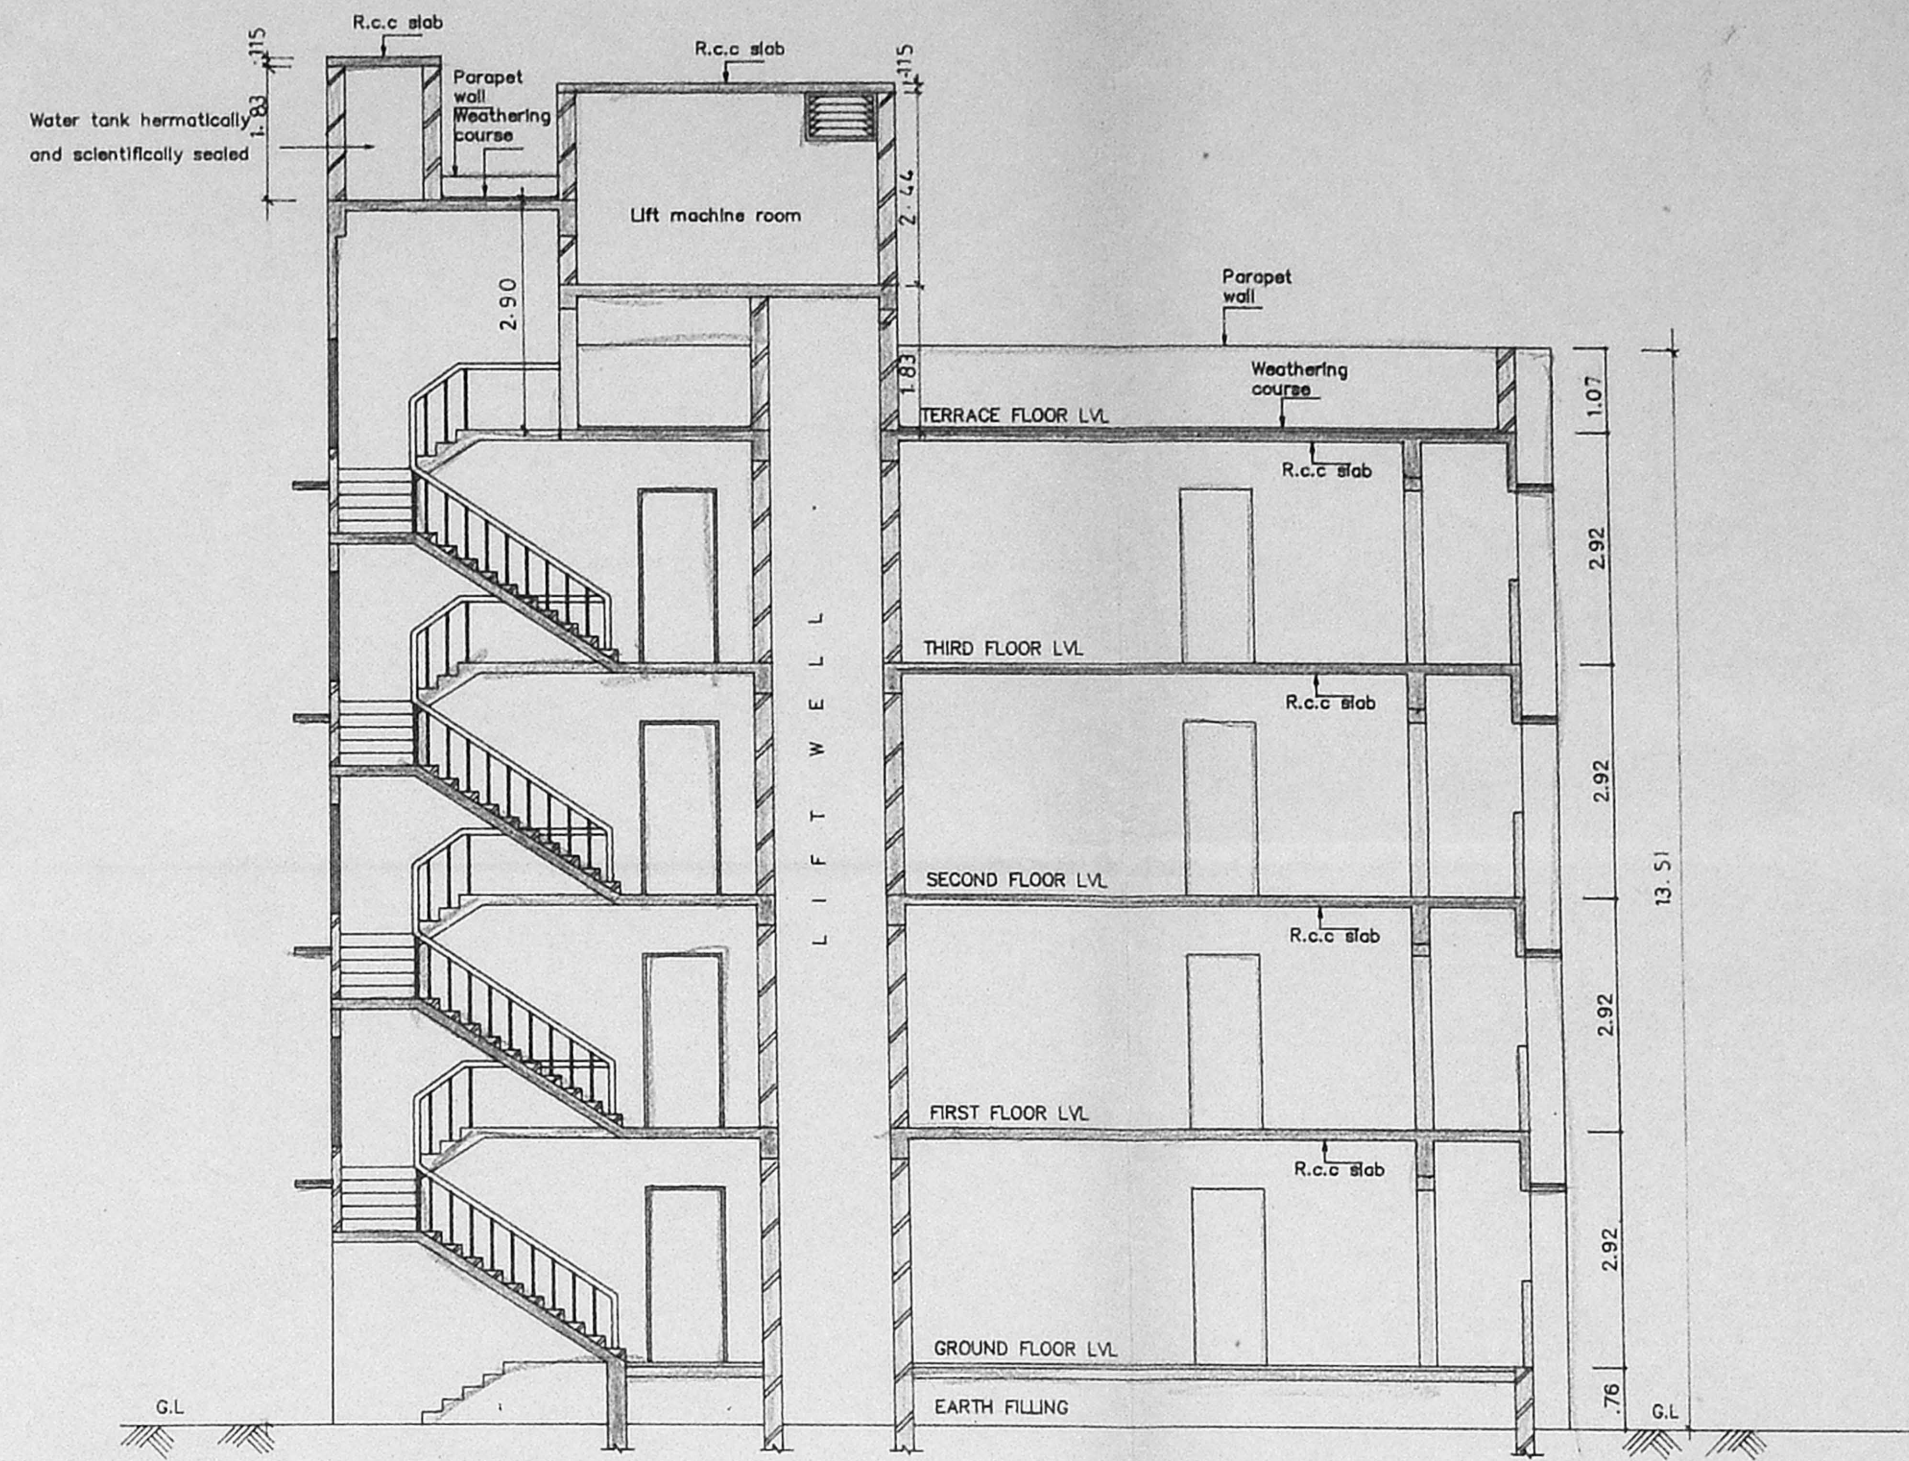 R.c.c slab
.115
R.c.c slab
.115
Parapet
wall
Weathering
course
Water tank hermatically
and scientifically sealed
1.83
2.44
Lift machine room
2.90
Parapet
wall
1.83
Weathering
course
1.07
TERRACE FLOOR LVL
R.c.c slab
2.92
THIRD FLOOR LVL
R.c.c slab
LIFT WELL
2.92
13.51
SECOND FLOOR LVL
R.c.c slab
2.92
FIRST FLOOR LVL
R.c.c slab
2.92
GROUND FLOOR LVL
.76
G.L
EARTH FILLING
G.L